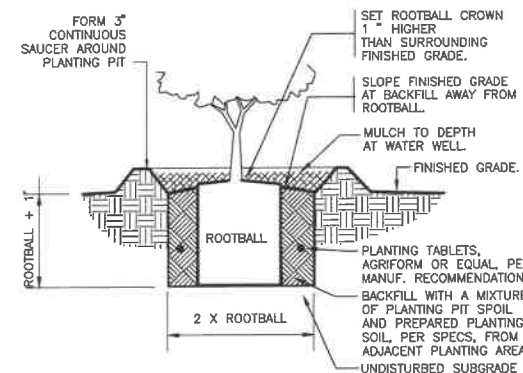 FORM 3"
CONTINUOUS
SAUCER AROUND
PLANTING PIT
SET ROOTBALL CROWN
1 " HIGHER
THAN SURROUNDING
FINISHED GRADE.
SLOPE FINISHED GRADE
AT BACKFILL AWAY FROM
ROOTBALL.
MULCH TO DEPTH
AT WATER WELL.
FINISHED GRADE.
ROOTBALL + 1"
ROOTBALL
2 X ROOTBALL
PLANTING TABLETS,
AGRIFORM OR EQUAL, PE
MANUF. RECOMMENDATION
BACKFILL WITH A MIXTURE
OF PLANTING PIT SPOIL
AND PREPARED PLANTING
SOIL, PER SPECS, FROM
ADJACENT PLANTING AREA
UNDISTURBED SUBGRADE